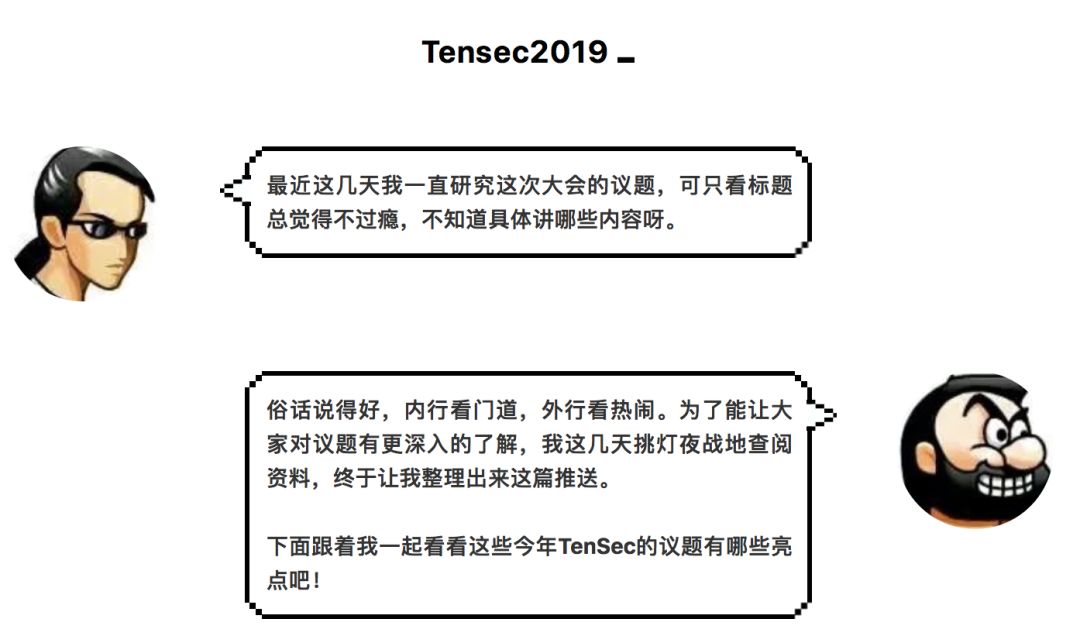 Tensec2019 _
最近这几天我一直研究这次大会的议题，可只看标题
总觉得不过瘾，不知道具体讲哪些内容呀。
俗话说得好，内行看门道，外行看热闹。为了能让大
家对议题有更深入的了解，我这几天挑灯夜战地查阅
资料，终于让我整理出来这篇推送。
下面跟着我一起看看这些今年TenSec的议题有哪些亮
点吧！